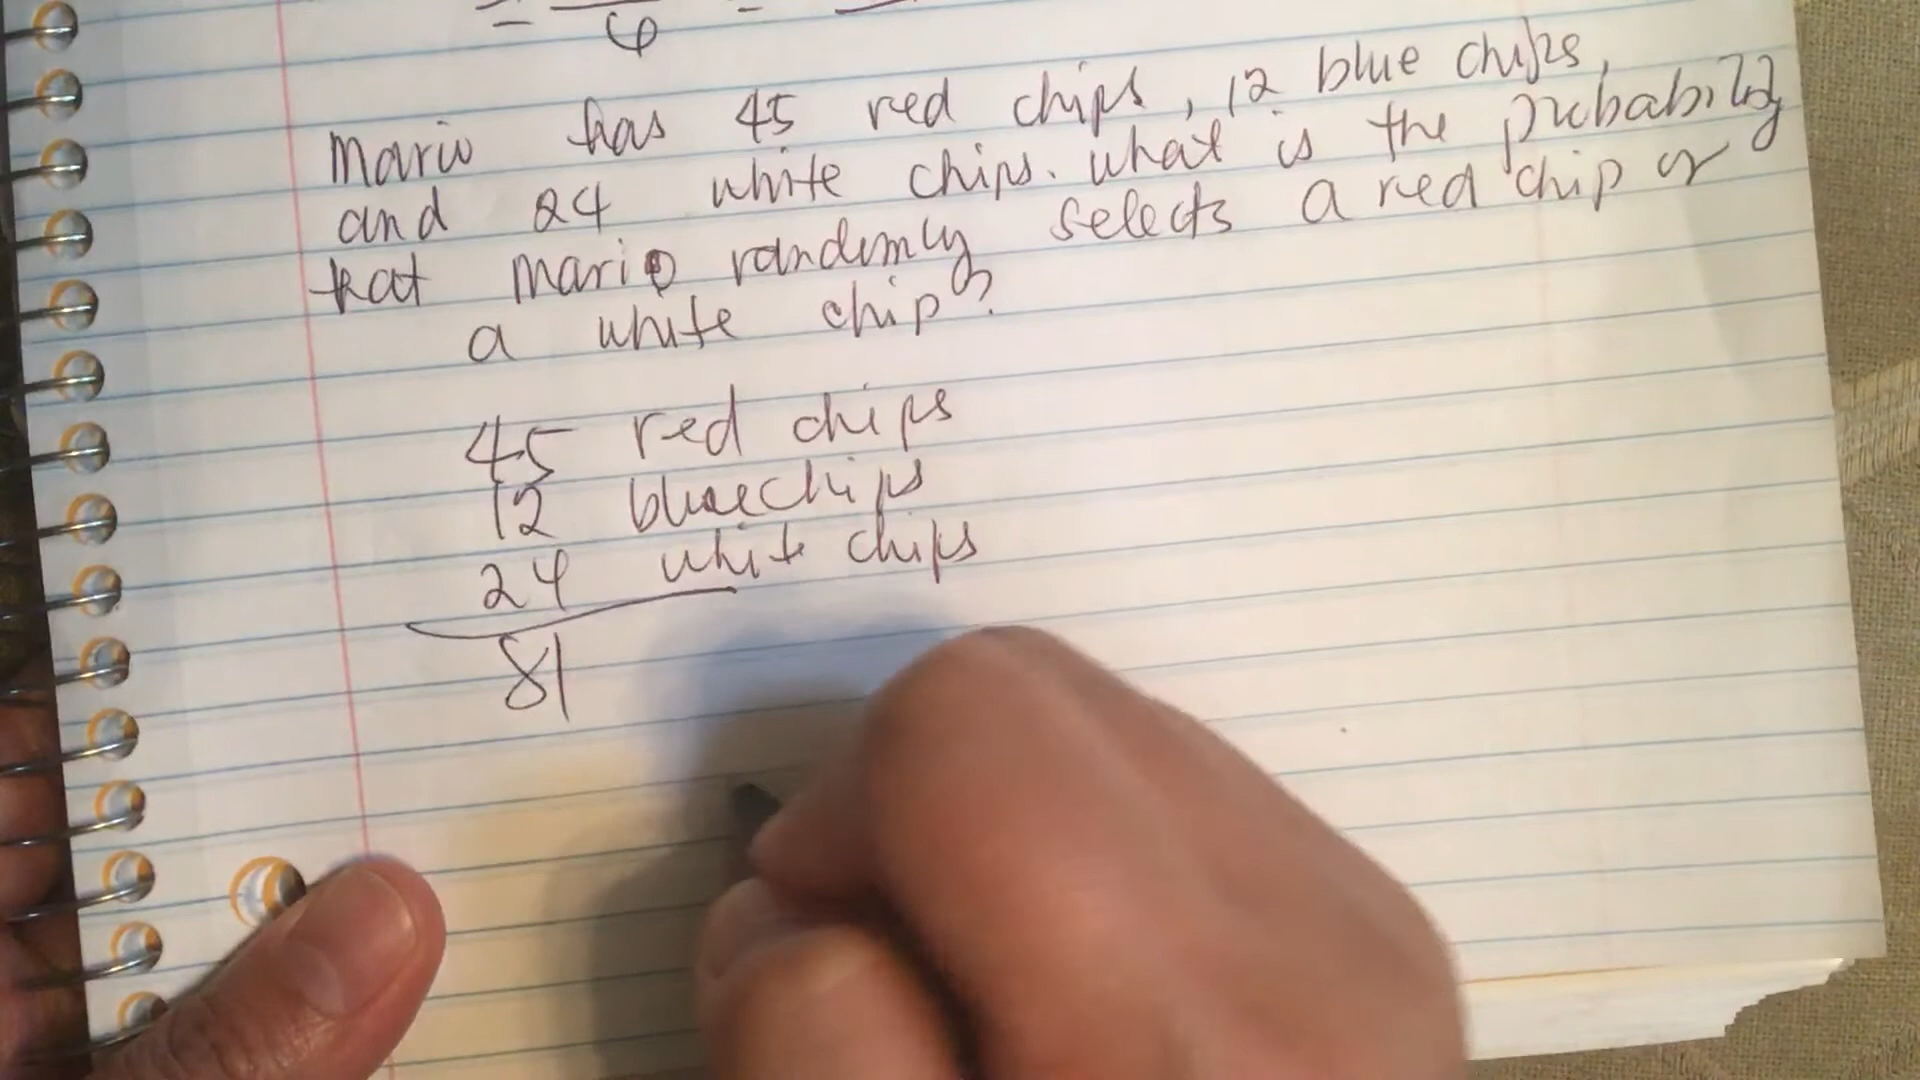 = 6 -
Mario has 45 red chips, 12 blue chips,
and 24 white chips. what is the probability
that Mario randomly selects a red chip or
a white chip?
45 red chips
12 blue chips
24 white chips
81